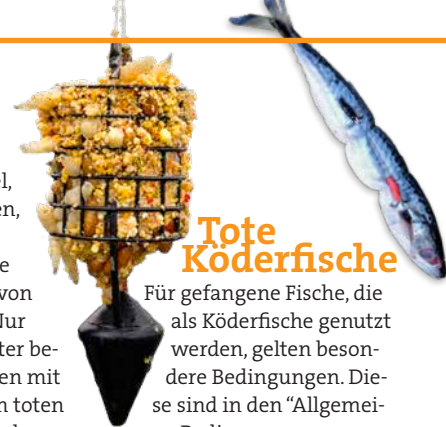 l,
en,
e
von
Nur
ter be-
en mit
n toten
Tote
Köderfische
Für gefangene Fische, die
als Köderfische genutzt
werden, gelten beson-
dere Bedingungen. Die-
se sind in den “Allgemei-